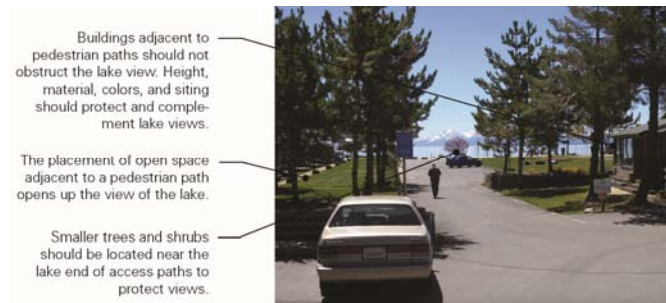 Buildings adjacent to
pedestrian paths should not
obstruct the lake view. Height,
material, colors, and siting
should protect and comple-
ment lake views.
The placement of open space
adjacent to a pedestrian path
opens up the view of the lake.
Smaller trees and shrubs
should be located near the
lake end of access paths to
protect views.